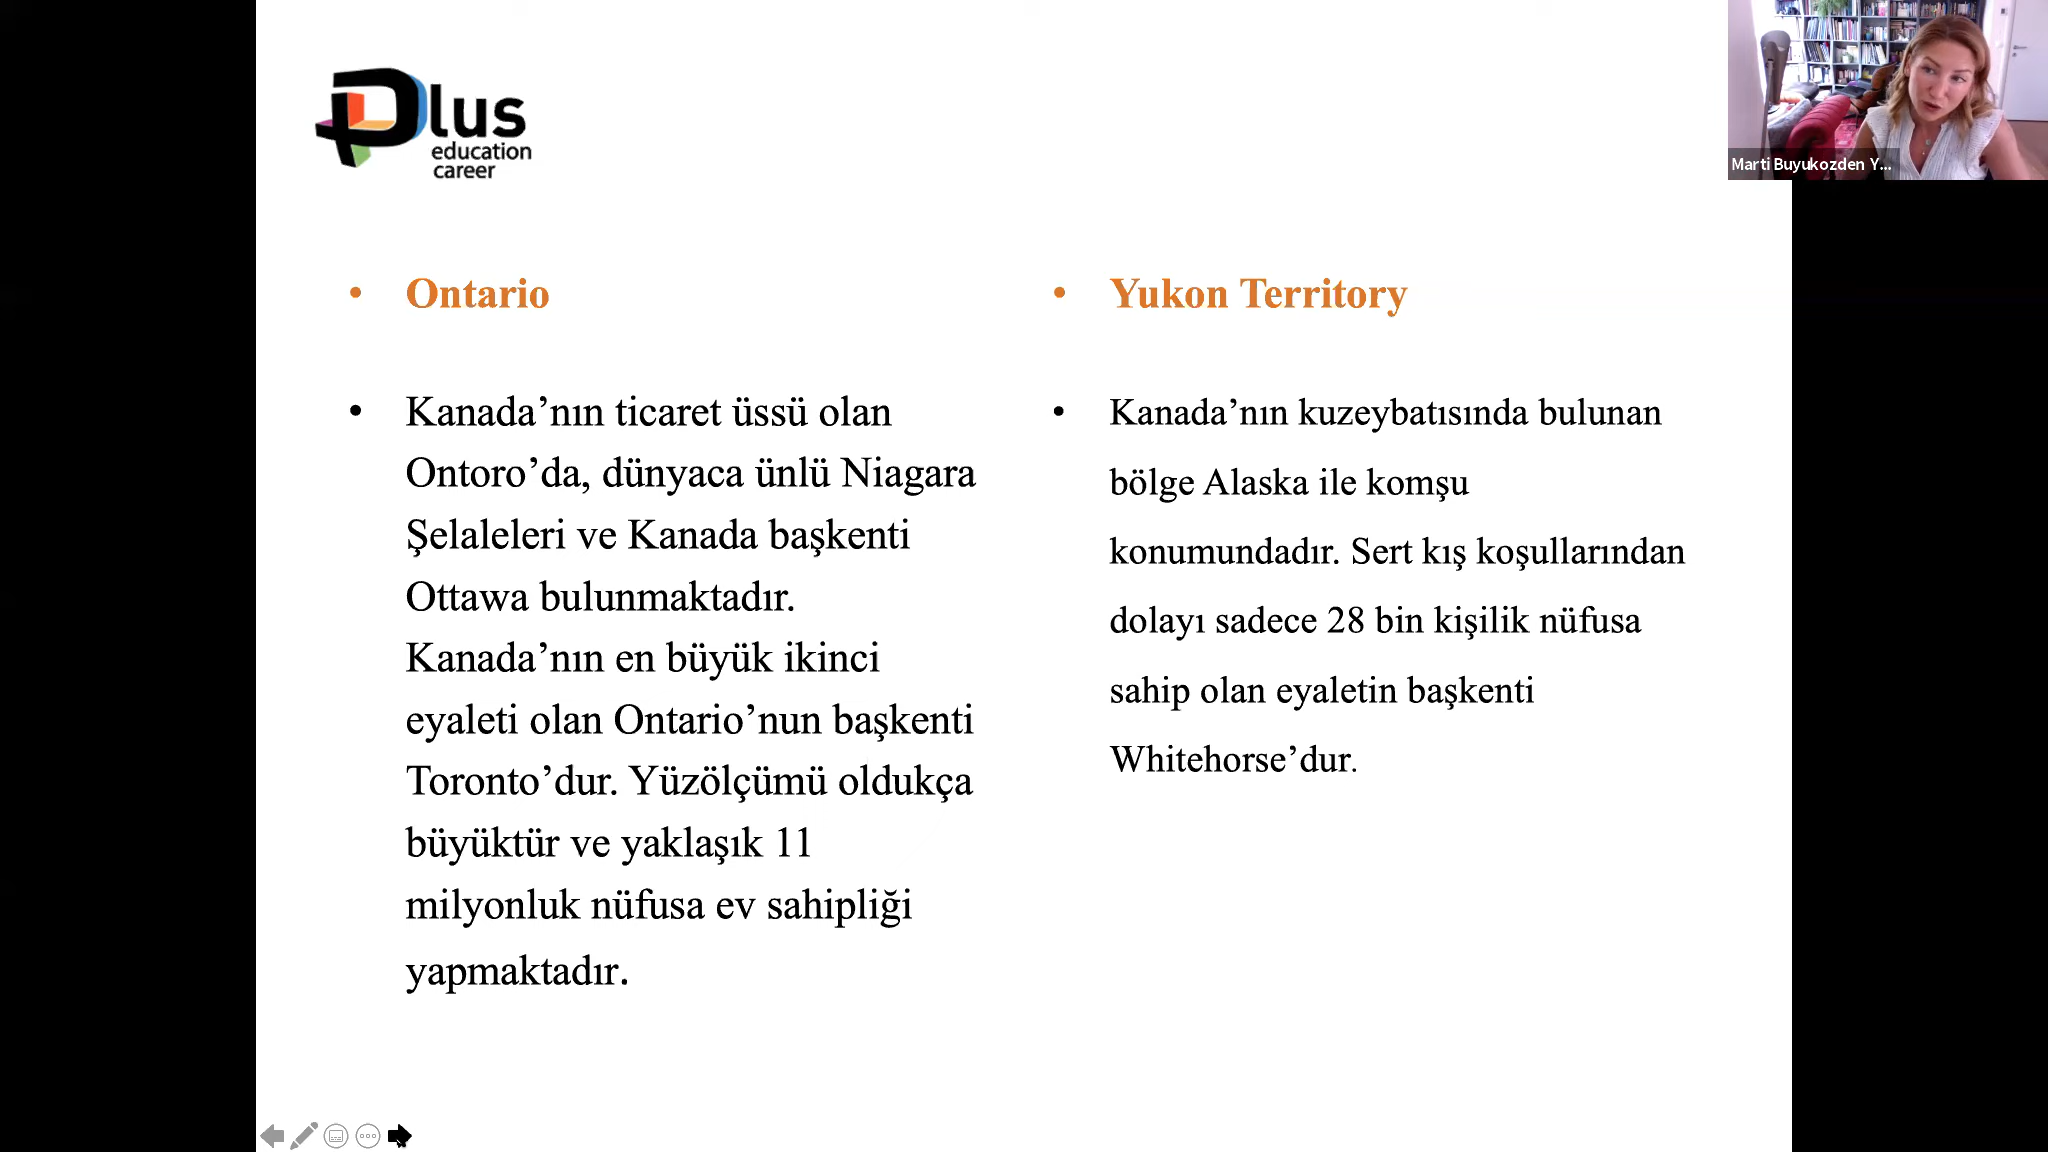 Plus
education
career
Marti Buyukozden Y...
• Ontario
• Kanada’nın ticaret üssü olan
Ontoro’da, dünyaca ünlü Niagara
Şelaleleri ve Kanada başkenti
Ottawa bulunmaktadır.
Kanada’nın en büyük ikinci
eyaleti olan Ontario’nun başkenti
Toronto’dur. Yüzölçümü oldukça
büyüktür ve yaklaşık 11
milyonluk nüfusa ev sahipliği
yapmaktadır.
• Yukon Territory
• Kanada’nın kuzeybatısında bulunan
bölge Alaska ile komşu
konumundadır. Sert kış koşullarından
dolayı sadece 28 bin kişilik nüfusa
sahip olan eyaletin başkenti
Whitehorse’dur.